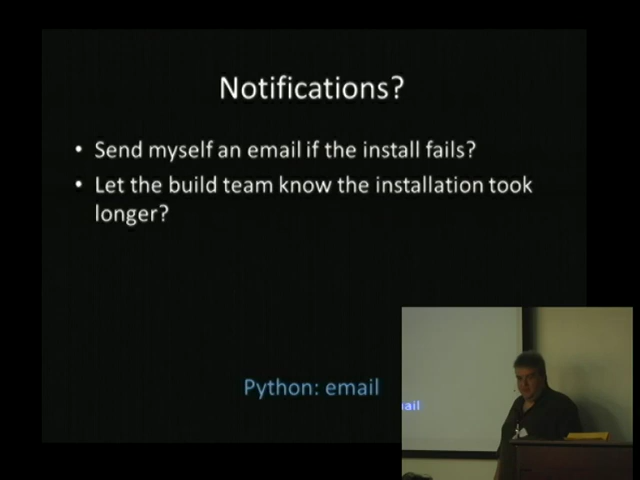 Notifications?
• Send myself an email if the install fails?
• Let the build team know the installation took
longer?
Python: email
ail